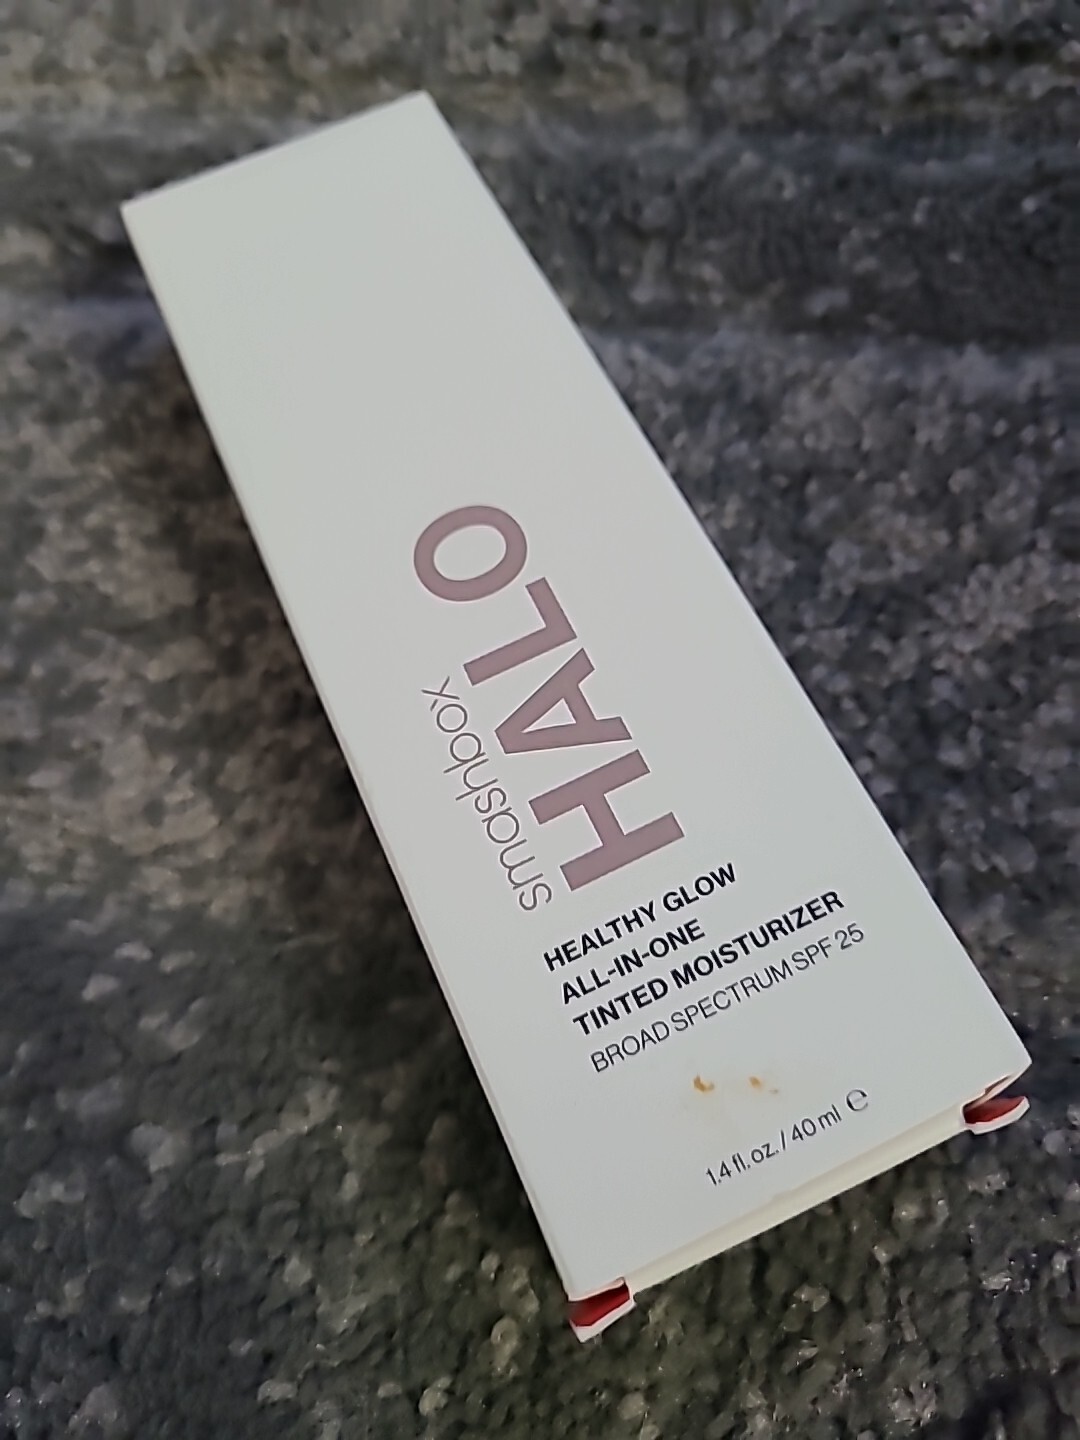 smashbox
HALO
HEALTHY GLOW
ALL-IN-ONE
TINTED MOISTURIZER
BROAD SPECTRUM SPF 25
1.4 fl. oz. / 40 ml ℮